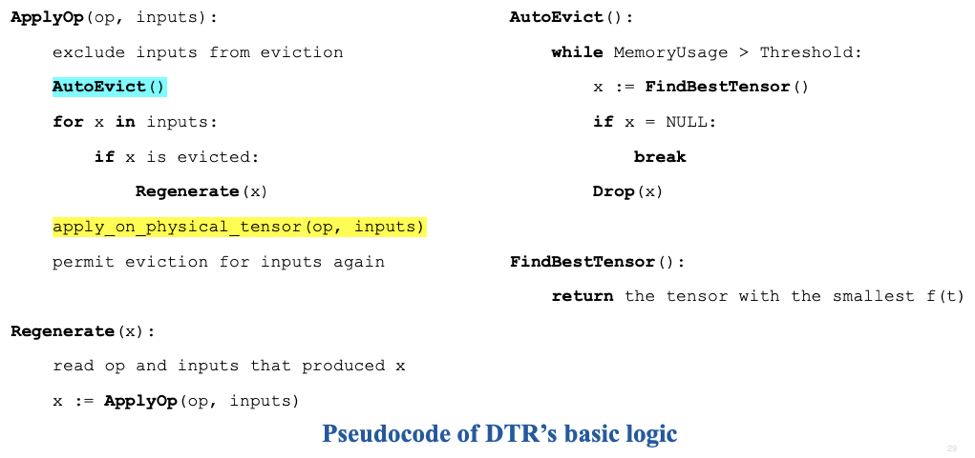 ApplyOp(op, inputs):
exclude inputs from eviction
AutoEvict()
for x in inputs:
if x is evicted:
Regenerate(x)
apply_on_physical_tensor(op, inputs)
permit eviction for inputs again
Regenerate(x):
read op and inputs that produced x
x := ApplyOp(op, inputs)
AutoEvict():
while MemoryUsage > Threshold:
x := FindBestTensor()
if x = NULL:
break
Drop(x)
FindBestTensor():
return the tensor with the smallest f(t)
Pseudocode of DTR's basic logic
29